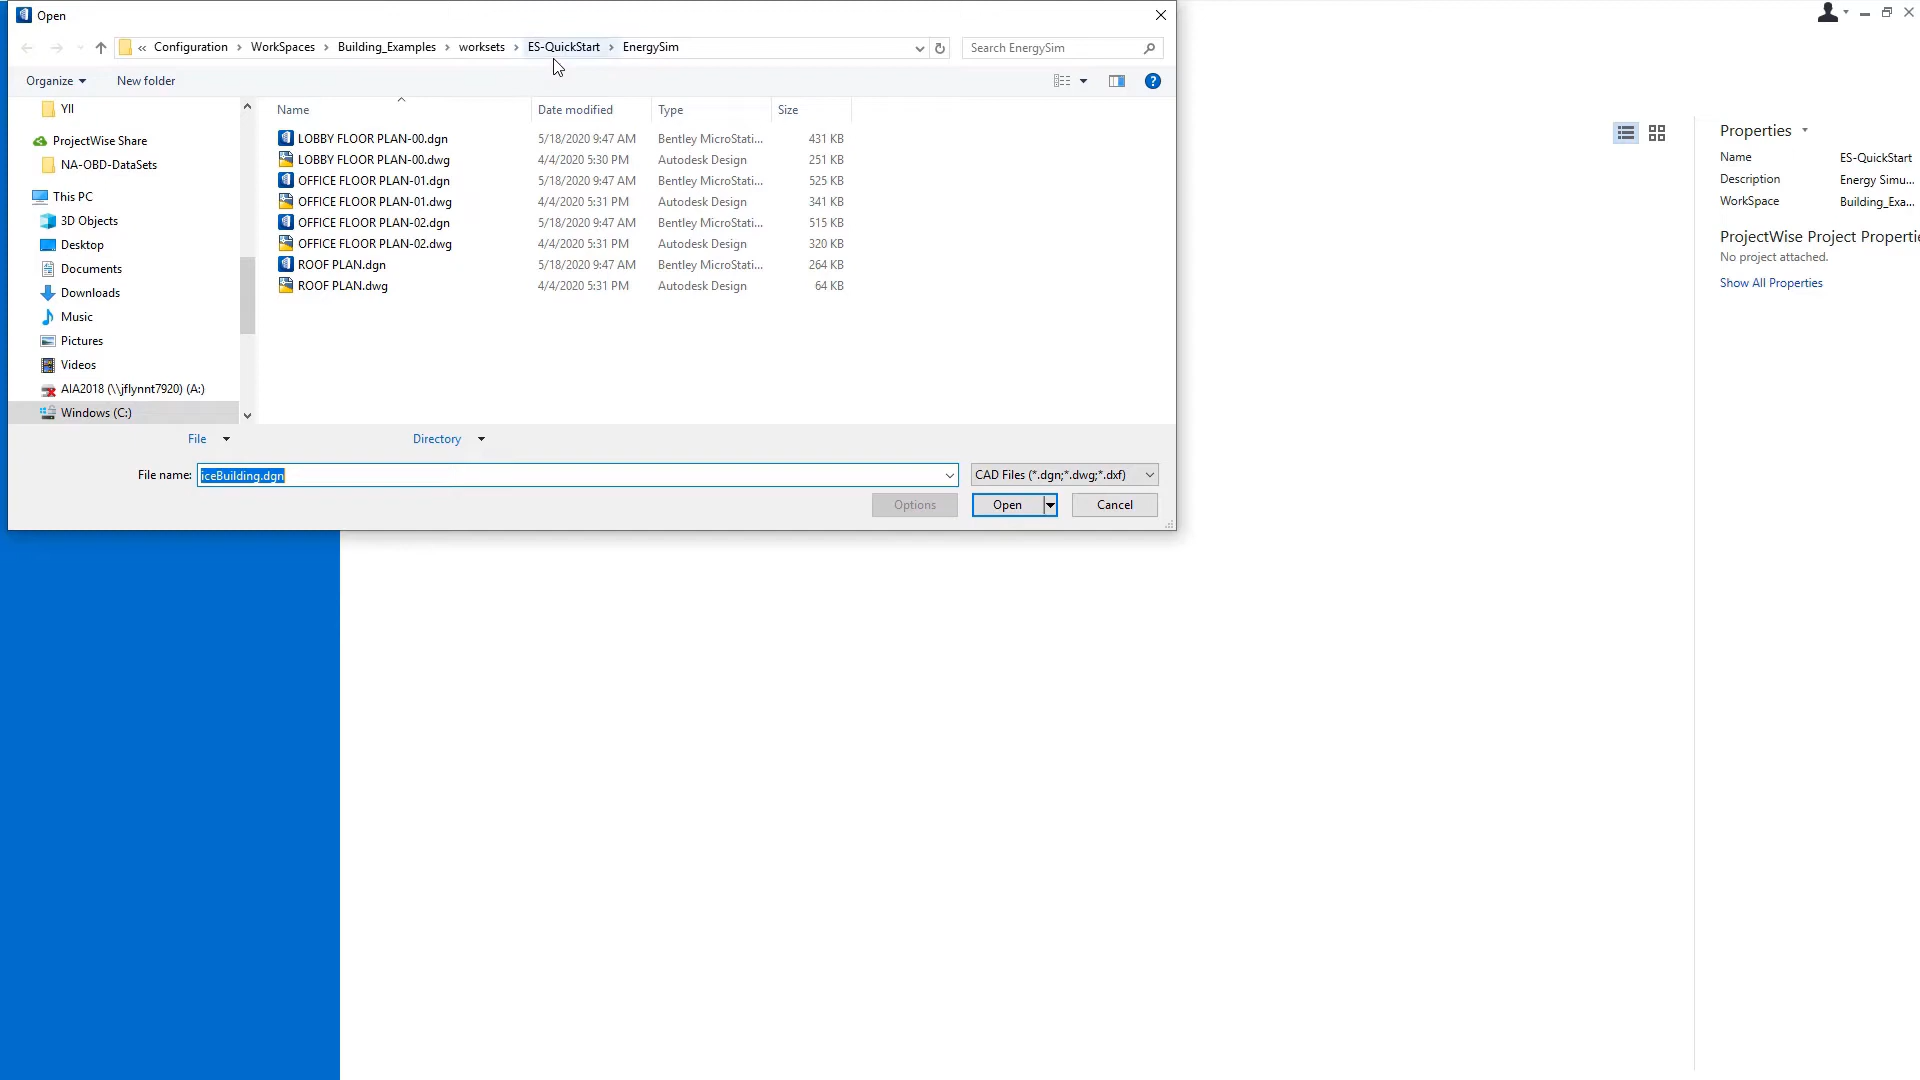 Open
« Configuration › WorkSpaces › Building_Examples › worksets › ES-QuickStart › EnergySim
Search EnergySim
Organize
New folder
YII
ProjectWise Share
NA-OBD-DataSets
This PC
3D Objects
Desktop
Documents
Downloads
Music
Pictures
Videos
AIA2018 (\\jflynnt7920) (A:)
Windows (C:)
Name Date modified Type Size
LOBBY FLOOR PLAN-00.dgn 5/18/2020 9:47 AM Bentley MicroStati... 431 KB
LOBBY FLOOR PLAN-00.dwg 4/4/2020 5:30 PM Autodesk Design 251 KB
OFFICE FLOOR PLAN-01.dgn 5/18/2020 9:47 AM Bentley MicroStati... 525 KB
OFFICE FLOOR PLAN-01.dwg 4/4/2020 5:31 PM Autodesk Design 341 KB
OFFICE FLOOR PLAN-02.dgn 5/18/2020 9:47 AM Bentley MicroStati... 515 KB
OFFICE FLOOR PLAN-02.dwg 4/4/2020 5:31 PM Autodesk Design 320 KB
ROOF PLAN.dgn 5/18/2020 9:47 AM Bentley MicroStati... 264 KB
ROOF PLAN.dwg 4/4/2020 5:31 PM Autodesk Design 64 KB
File Directory
File name: iceBuilding.dgn CAD Files (*.dgn;*.dwg;*.dxf)
Options Open Cancel
Properties
Name ES-QuickStart
Description Energy Simu...
WorkSpace Building_Exa...
ProjectWise Project Properti
No project attached.
Show All Properties